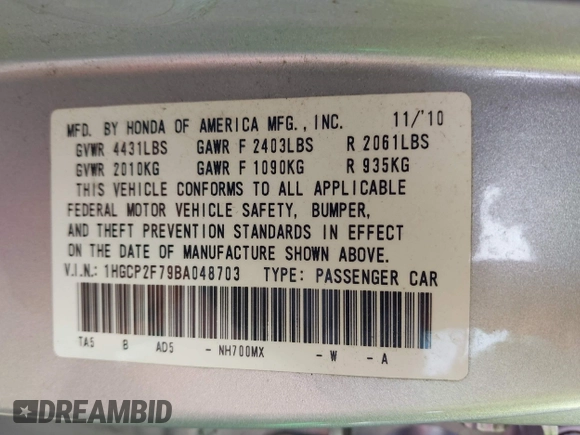 MFD. BY HONDA OF AMERICA MFG., INC. 11/'10
GVWR 4431LBS GAWR F 2403LBS R 2061LBS
GVWR 2010KG GAWR F 1090KG R 935KG
THIS VEHICLE CONFORMS TO ALL APPLICABLE
FEDERAL MOTOR VEHICLE SAFETY, BUMPER,
AND THEFT PREVENTION STANDARDS IN EFFECT
ON THE DATE OF MANUFACTURE SHOWN ABOVE.
V.I.N.: 1HGCP2F79BA048703 TYPE: PASSENGER CAR
TA5 B AD5 - NH700MX - W - A
DREAMBID